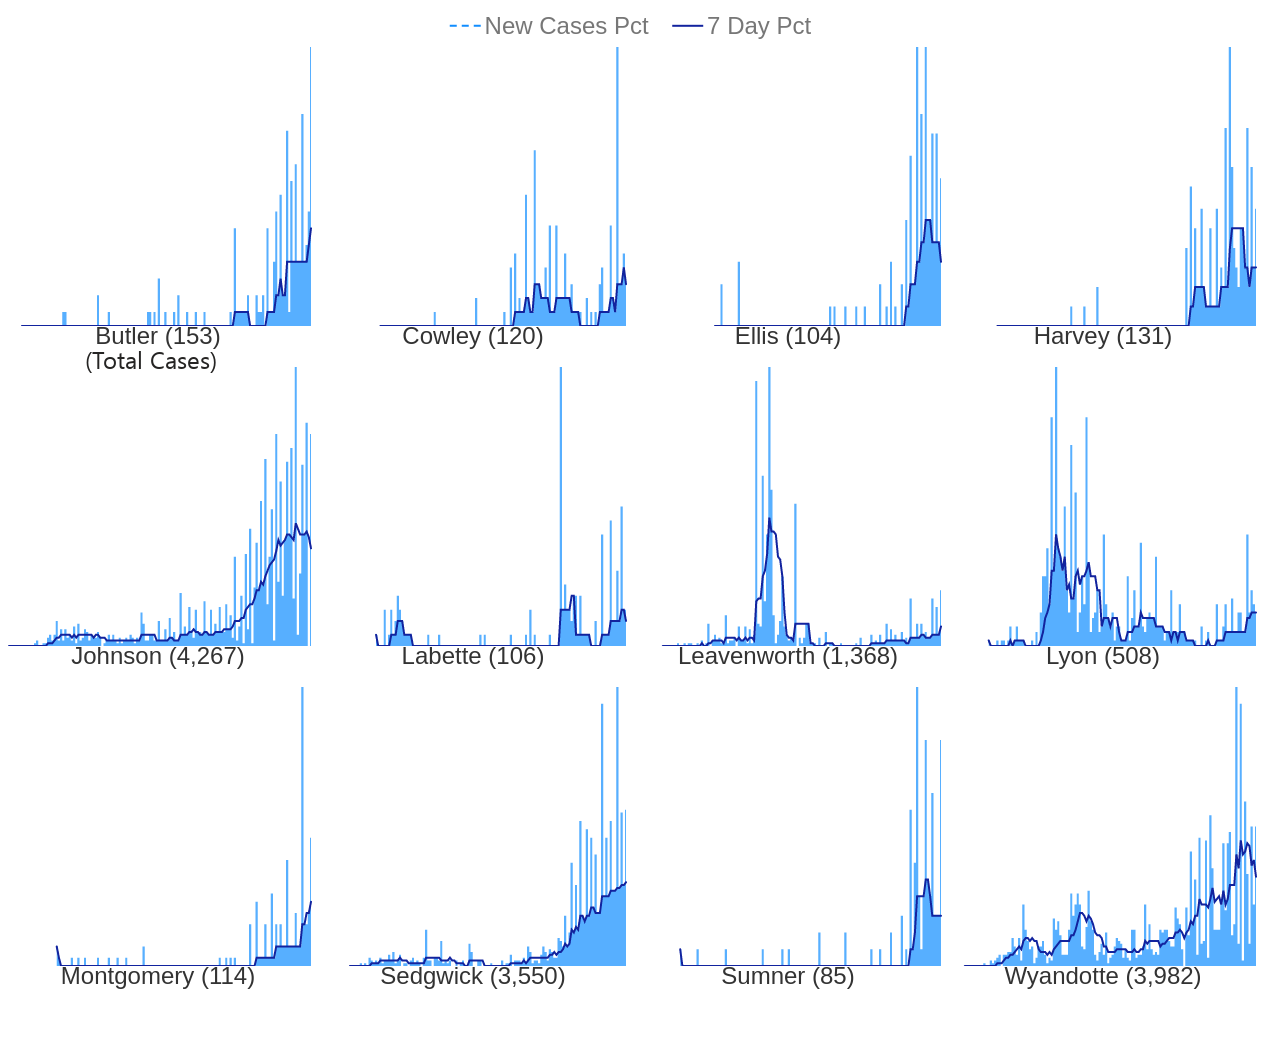 New Cases Pct 7 Day Pct
Butler (153) Cowley (120) Ellis (104) Harvey (131)
(Total Cases)
Johnson (4,267) Labette (106) Leavenworth (1,368) Lyon (508)
Montgomery (114) Sedgwick (3,550) Sumner (85) Wyandotte (3,982)